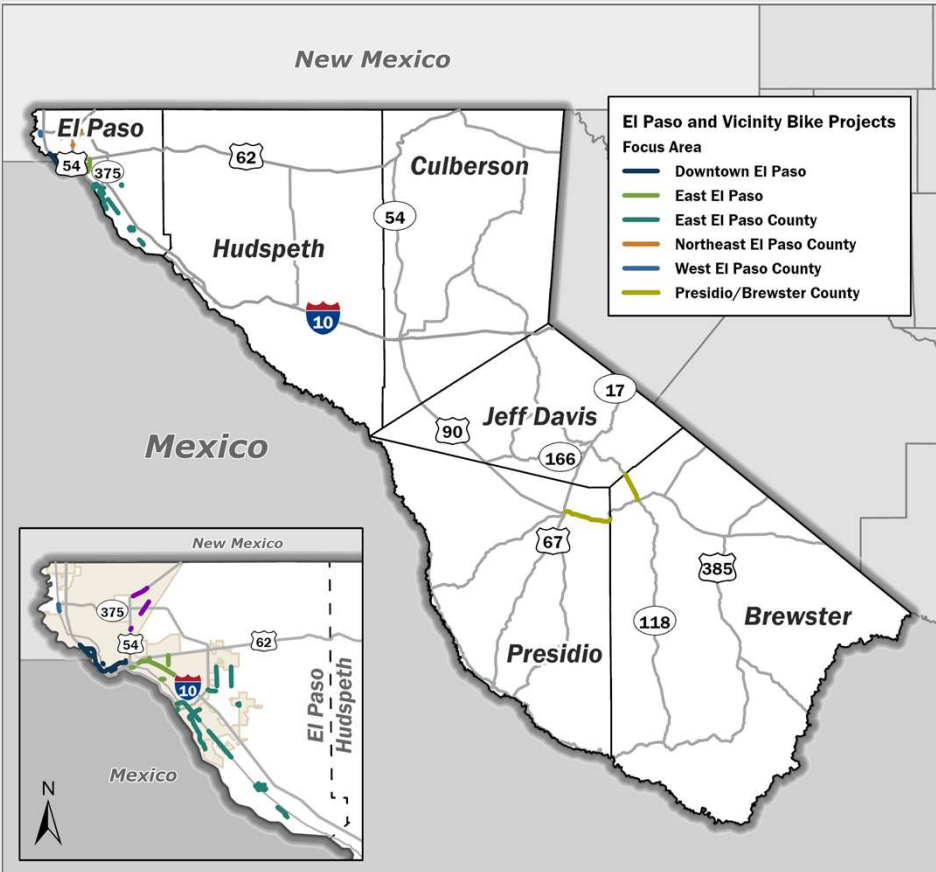 New Mexico
El Paso
54
375
62
Culberson
54
Hudspeth
10
El Paso and Vicinity Bike Projects
Focus Area
Downtown El Paso
East El Paso
East El Paso County
Northeast El Paso County
West El Paso County
Presidio/Brewster County
17
Jeff Davis
90
166
Mexico
67
385
118
Brewster
Presidio
New Mexico
375
54
62
10
El Paso
Hudspeth
Mexico
N